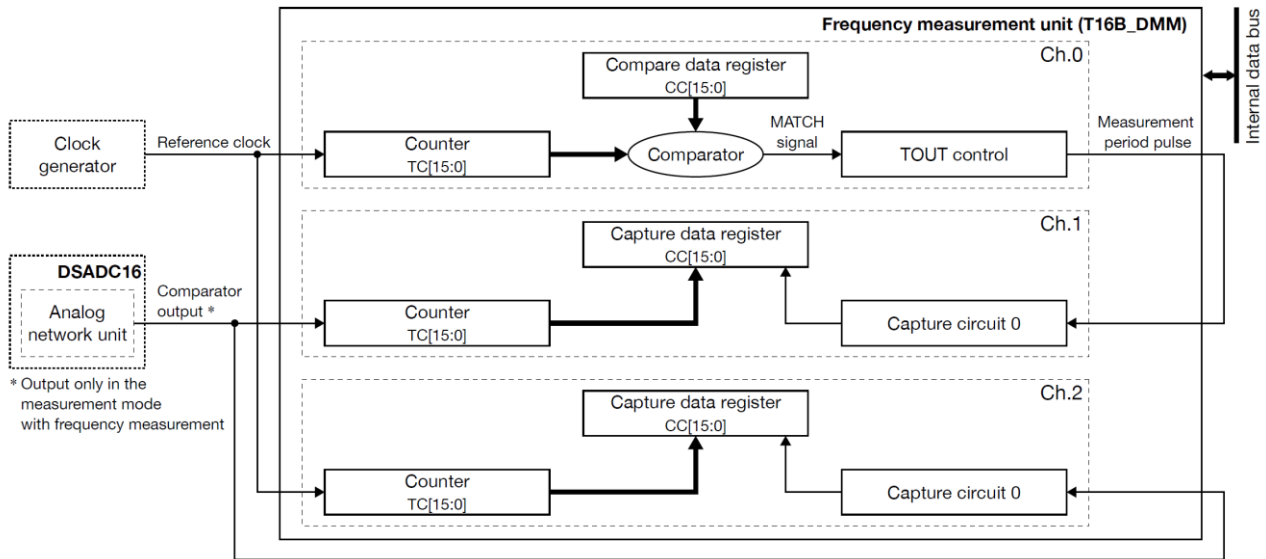 Frequency measurement unit (T16B_DMM)
Internal data bus
Ch.0
Compare data register
CC[15:0]
Clock
generator
Reference clock
Counter
TC[15:0]
Comparator
MATCH
signal
TOUT control
Measurement
period pulse
Ch.1
Capture data register
CC[15:0]
DSADC16
Analog
network unit
Comparator
output *
Counter
TC[15:0]
Capture circuit 0
* Output only in the
measurement mode
with frequency measurement
Ch.2
Capture data register
CC[15:0]
Counter
TC[15:0]
Capture circuit 0